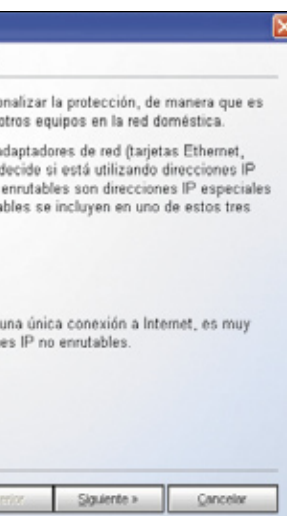 onalizar la protección, de manera que es
otros equipos en la red doméstica.
adaptadores de red (tarjetas Ethernet,
decide si está utilizando direcciones IP
enrutables son direcciones IP especiales
ables se incluyen en uno de estos tres
una única conexión a Internet, es muy
es IP no enrutables.
erior
Siguiente »
Cancelar